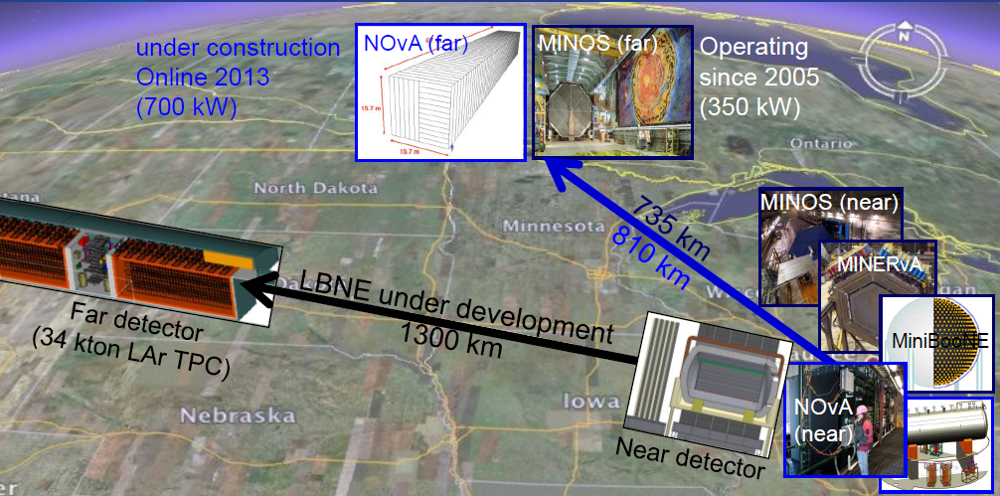 under construction
Online 2013
(700 kW)
NOvA (far)
15.7 m
15.7 m
MINOS (far)
Operating
since 2005
(350 kW)
N
Ontario
North Dakota
Minnesota
735 km
810 km
MINOS (near)
MINERvA
MiniBooNE
NOvA
(near)
LBNE under development
1300 km
Far detector
(34 kton LAr TPC)
Near detector
Nebraska
Iowa